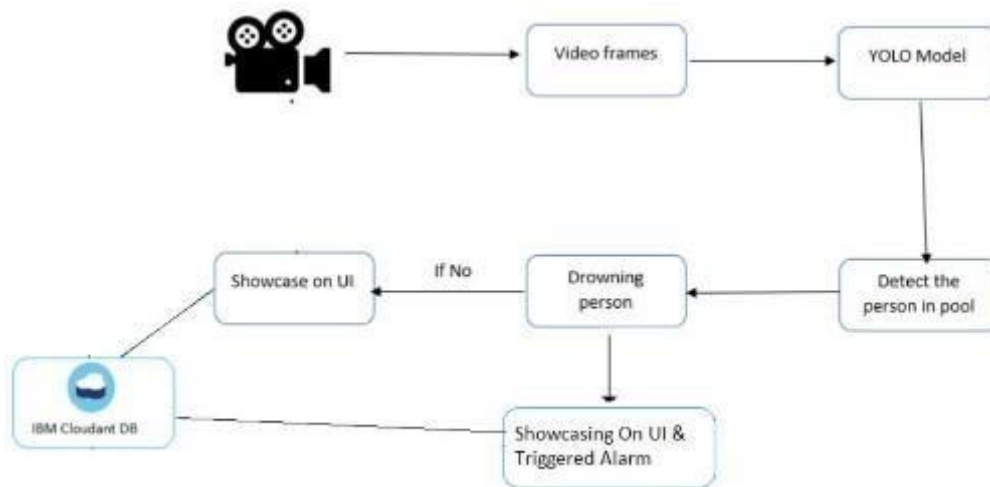 Video frames
YOLO Model
Detect the
person in pool
Drowning
person
If No
Showcase on UI
IBM Cloudant DB
Showcasing On UI &
Triggered Alarm